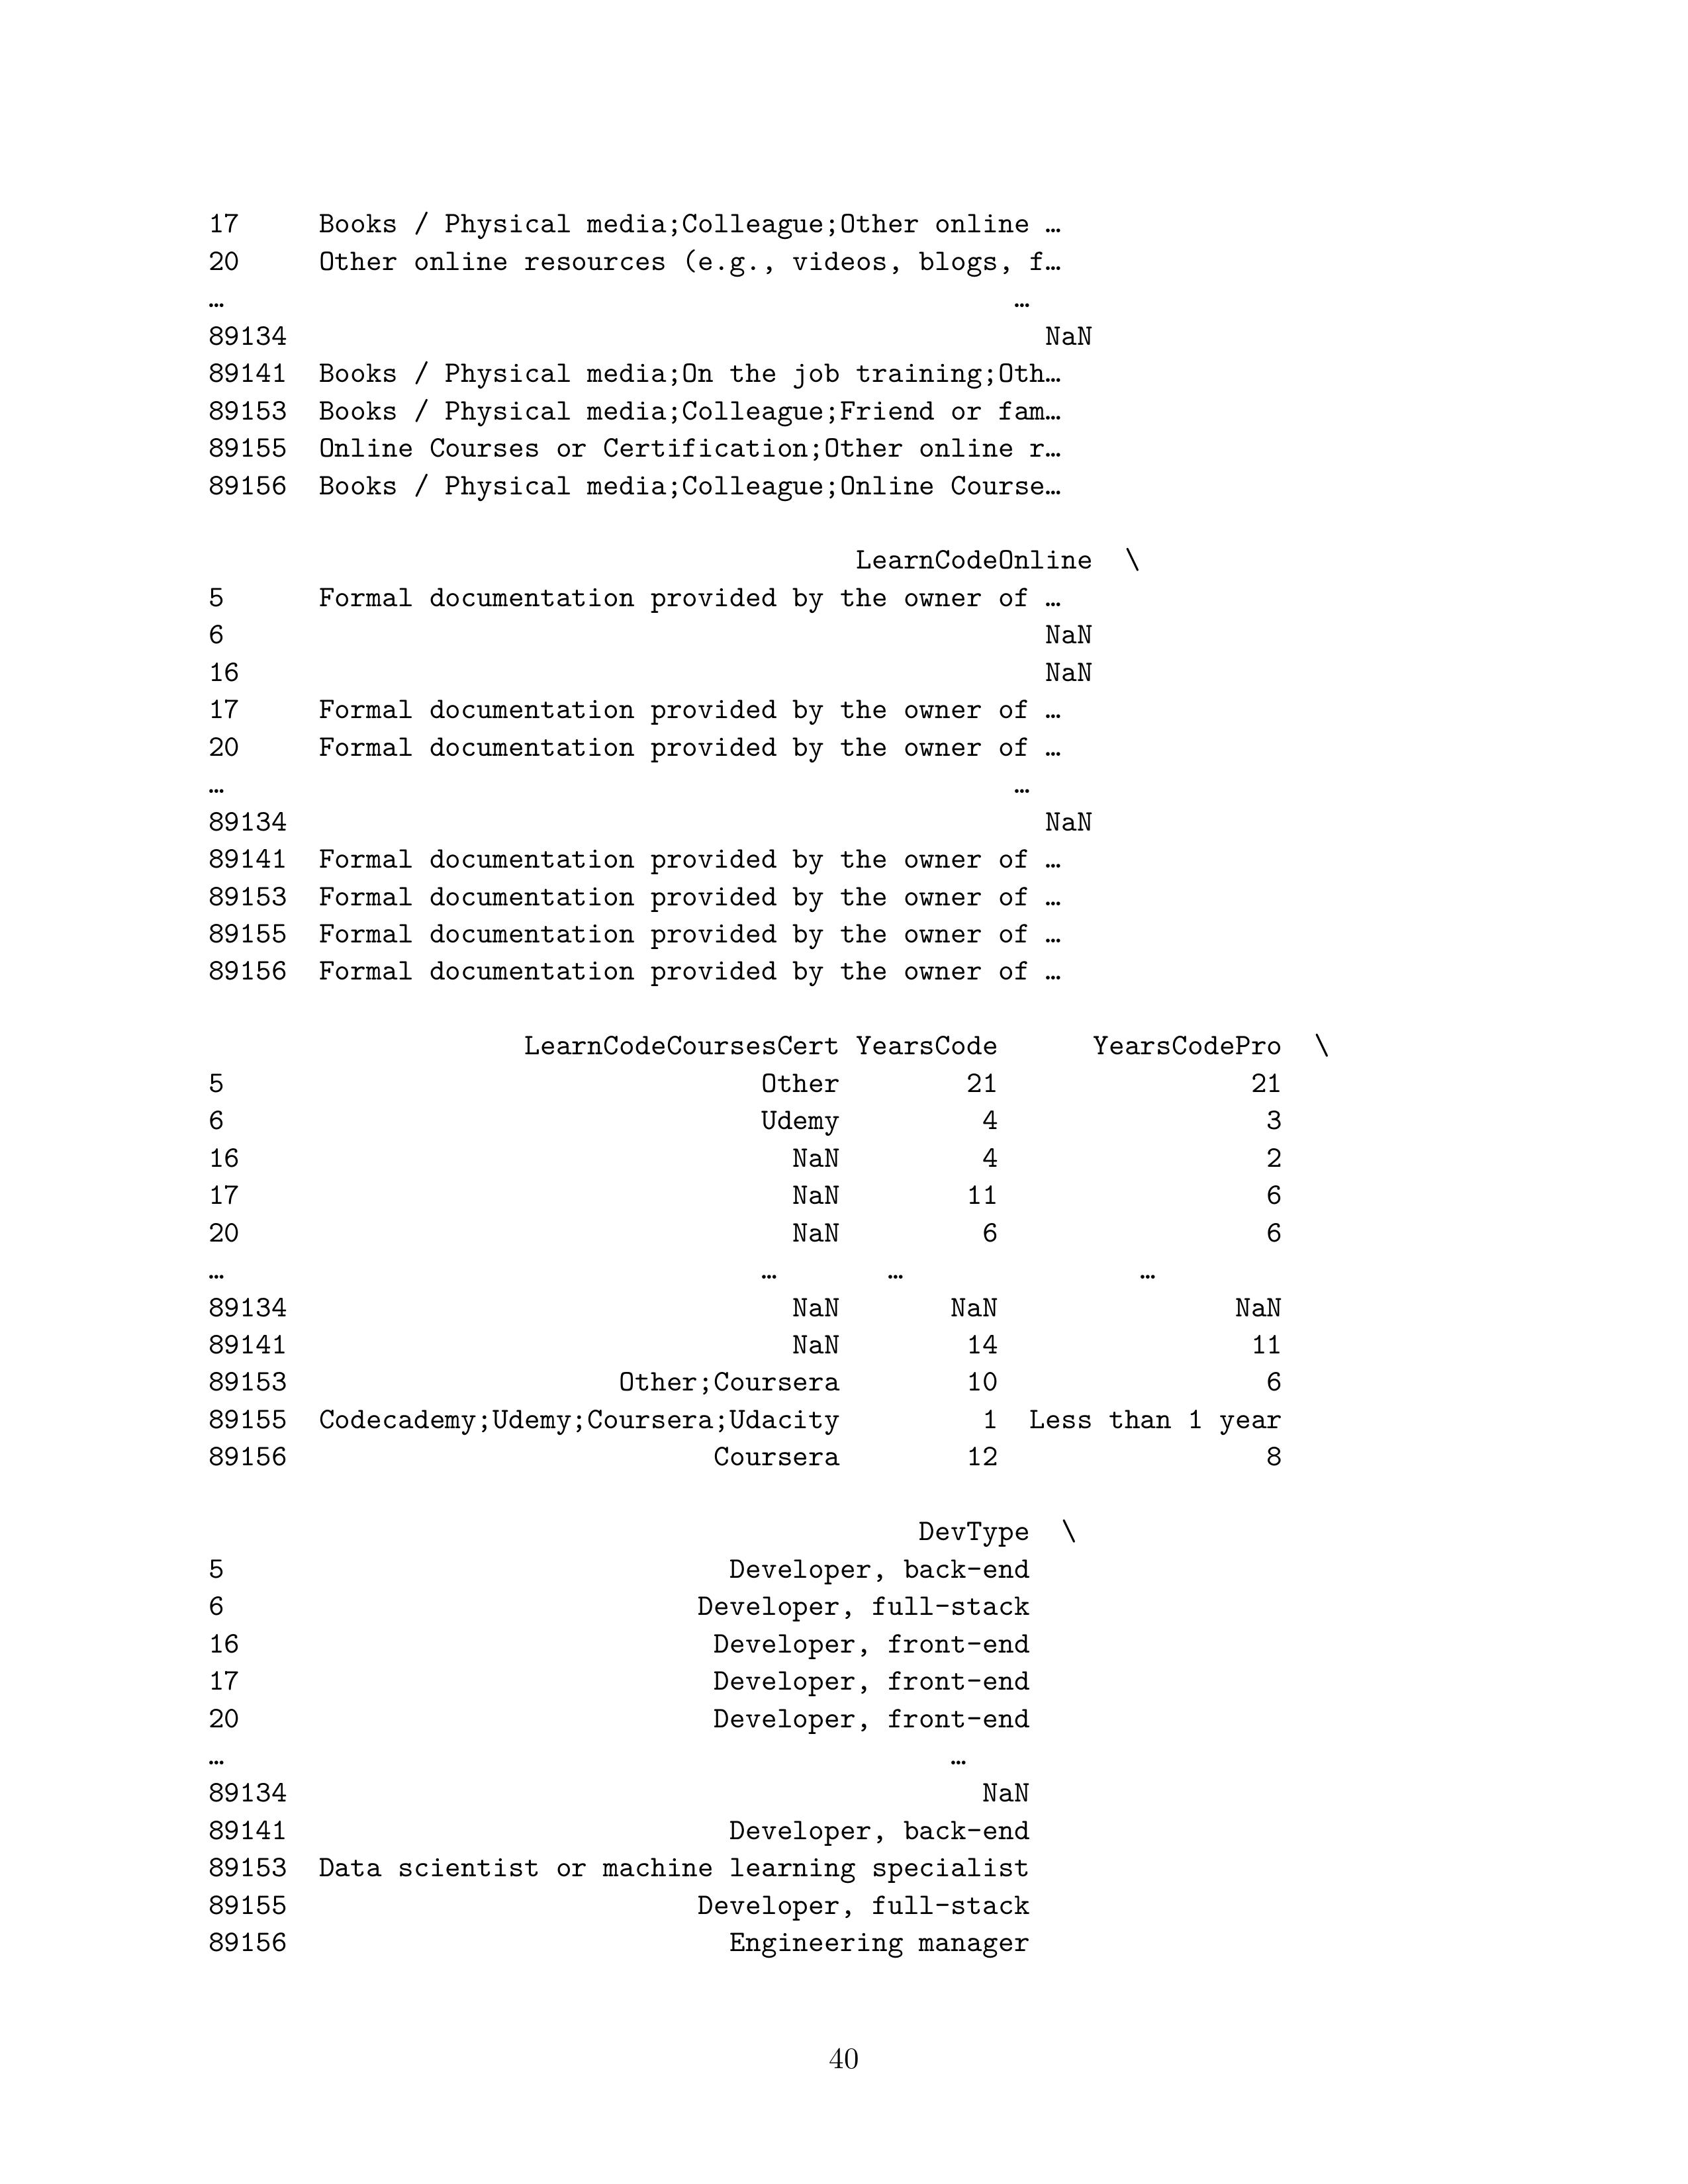 17     Books / Physical media;Colleague;Other online …
20     Other online resources (e.g., videos, blogs, f…
…                                                  …
89134                                                NaN
89141  Books / Physical media;On the job training;Oth…
89153  Books / Physical media;Colleague;Friend or fam…
89155  Online Courses or Certification;Other online r…
89156  Books / Physical media;Colleague;Online Course…
                                         LearnCodeOnline  \
5      Formal documentation provided by the owner of …
6                                                    NaN
16                                                   NaN
17     Formal documentation provided by the owner of …
20     Formal documentation provided by the owner of …
…                                                  …
89134                                                NaN
89141  Formal documentation provided by the owner of …
89153  Formal documentation provided by the owner of …
89155  Formal documentation provided by the owner of …
89156  Formal documentation provided by the owner of …
                    LearnCodeCoursesCert YearsCode      YearsCodePro  \
5                                  Other        21                21
6                                  Udemy         4                 3
16                                   NaN         4                 2
17                                   NaN        11                 6
20                                   NaN         6                 6
…                                  …       …               …
89134                                NaN       NaN               NaN
89141                                NaN        14                11
89153                     Other;Coursera        10                 6
89155  Codecademy;Udemy;Coursera;Udacity         1  Less than 1 year
89156                           Coursera        12                 8
                                             DevType  \
5                                Developer, back-end
6                              Developer, full-stack
16                              Developer, front-end
17                              Developer, front-end
20                              Developer, front-end
…                                              …
89134                                            NaN
89141                            Developer, back-end
89153  Data scientist or machine learning specialist
89155                          Developer, full-stack
89156                            Engineering manager
40